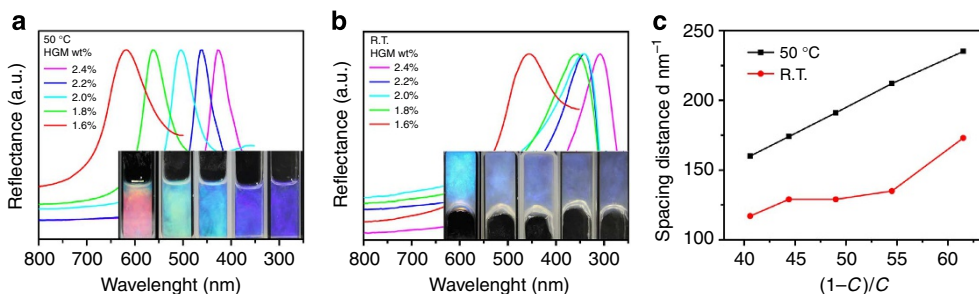 a
50 °C
HGM wt%
2.4%
2.2%
2.0%
1.8%
1.6%
Reflectance (a.u.)
800 700 600 500 400 300
Wavelenght (nm)
b
R.T.
HGM wt%
2.4%
2.2%
2.0%
1.8%
1.6%
Reflectance (a.u.)
800 700 600 500 400 300
Wavelenght (nm)
c
50 °C
R.T.
Spacing distance d nm⁻¹
250
200
150
100
40 45 50 55 60
(1–C)/C